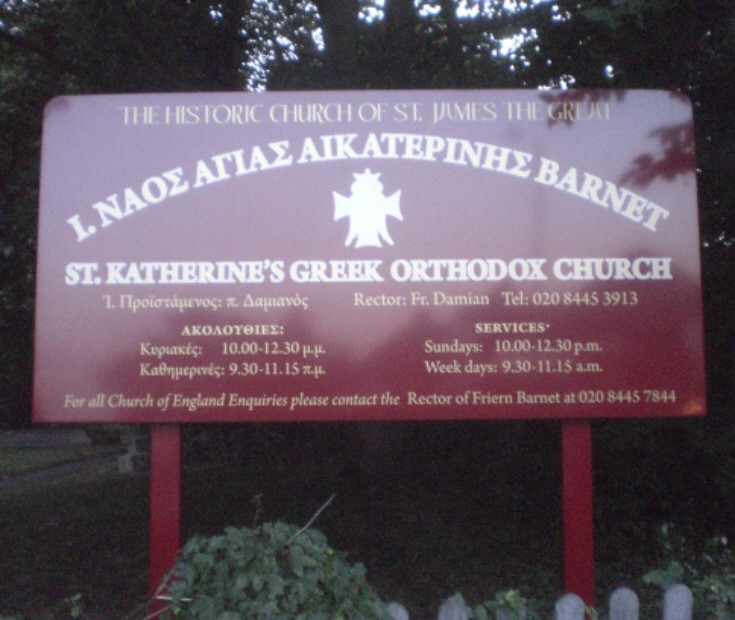 THE HISTORIC CHURCH OF ST. JAMES THE GREAT
Ι. ΝΑΟΣ ΑΓΙΑΣ ΑΙΚΑΤΕΡΙΝΗΣ BARNET
ST. KATHERINE'S GREEK ORTHODOX CHURCH
Ἱ. Προϊστάμενος: π. Δαμιανός Rector: Fr. Damian Tel: 020 8445 3913
ΑΚΟΛΟΥΘΙΕΣ: SERVICES:
Κυριακές: 10.00-12.30 μ.μ. Sundays: 10.00-12.30 p.m.
Καθημερινές: 9.30-11.15 π.μ. Week days: 9.30-11.15 a.m.
For all Church of England Enquiries please contact the Rector of Friern Barnet at 020 8445 7844